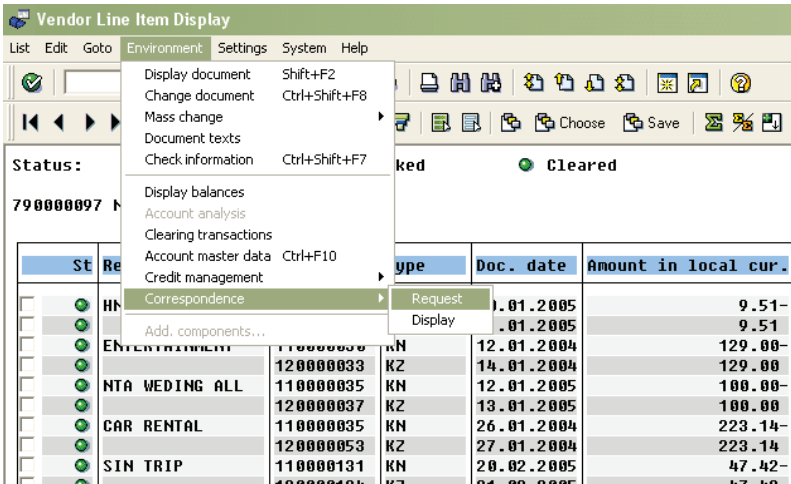 Vendor Line Item Display
List Edit Goto Environment Settings System Help
Display document Shift+F2
Change document Ctrl+Shift+F8
Mass change
Choose Save
Document texts
Check information Ctrl+Shift+F7
Status: ked Cleared
Display balances
790000097
Account analysis
Clearing transactions
Account master data Ctrl+F10
St Re ype Doc. date Amount in local cur.
Credit management
Correspondence Request
.01.2005 9.51-
Display
.01.2005 9.51
Add. components...
ENTERTAINMENT 110000030 KN 12.01.2004 129.00-
120000033 KZ 14.01.2004 129.00
NTA WEDING ALL 110000035 KN 12.01.2005 100.00-
120000037 KZ 13.01.2005 100.00
CAR RENTAL 110000035 KN 26.01.2004 223.14-
120000053 KZ 27.01.2004 223.14
SIN TRIP 110000131 KN 20.02.2005 47.42-